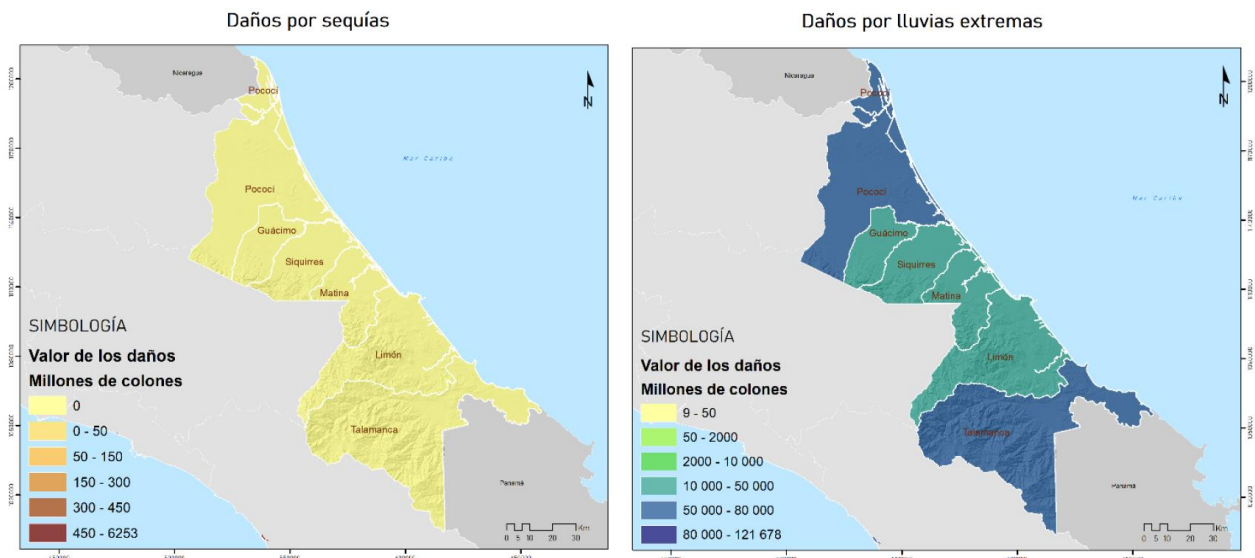 Daños por sequías
Nicaragua
N
Pococí
Mar Caribe
Pococí
Guácimo
Siquirres
Matina
Limón
Talamanca
SIMBOLOGÍA
Valor de los daños
Millones de colones
0
0 - 50
50 - 150
150 - 300
300 - 450
450 - 6253
Panamá
0 5 10 20 30
Km
Daños por lluvias extremas
Nicaragua
N
Pococí
Mar Caribe
Pococí
Guácimo
Siquirres
Matina
Limón
Talamanca
SIMBOLOGÍA
Valor de los daños
Millones de colones
9 - 50
50 - 2000
2000 - 10 000
10 000 - 50 000
50 000 - 80 000
80 000 - 121 678
Panamá
0 5 10 20 30
Km